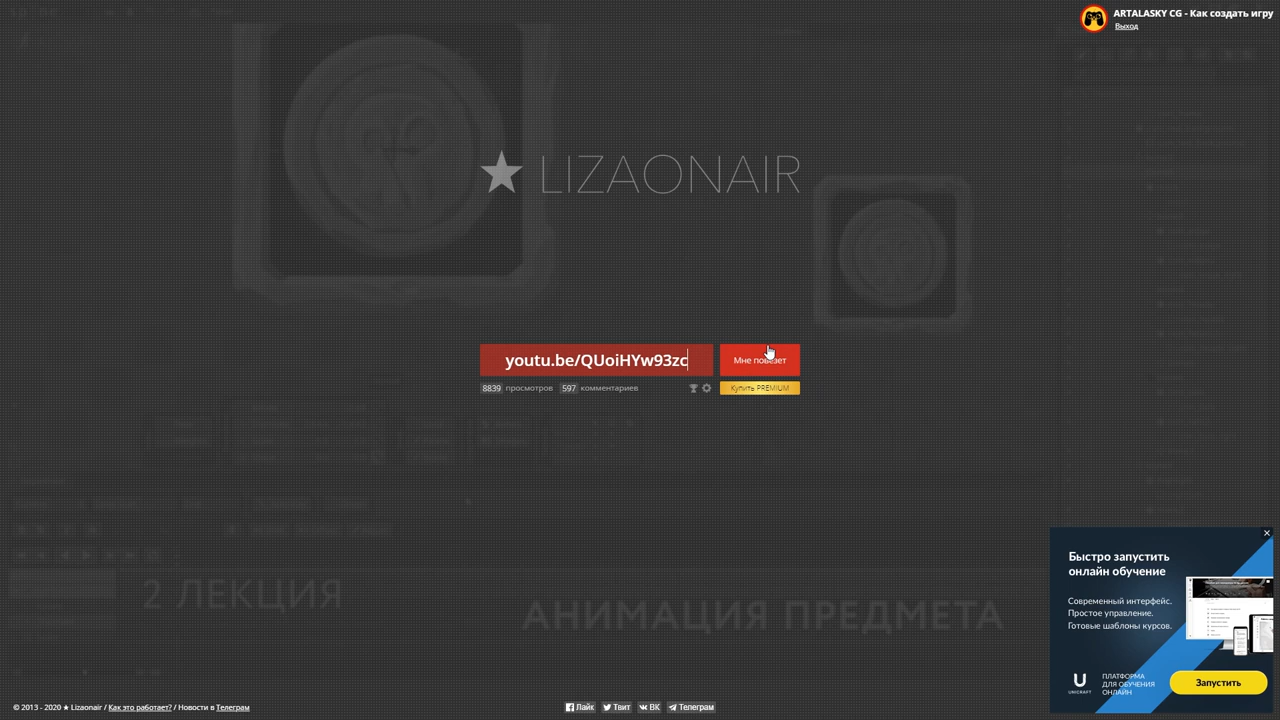 ARTALASKY CG - Как создать игру
Выход
★ LIZAONAIR
youtu.be/QUoiHYw93zc
Мне повезет
8839 просмотров 597 комментариев
Купить PREMIUM
2 ЛЕКЦИЯ
Быстро запустить
онлайн обучение
Современный интерфейс.
Простое управление.
Готовые шаблоны курсов.
UNICRAFT
ПЛАТФОРМА
ДЛЯ ОБУЧЕНИЯ
ОНЛАЙН
Запустить
© 2013 - 2020 ★ Lizaonair / Как это работает? / Новости в Телеграм
Лайк Твит ВК Телеграм